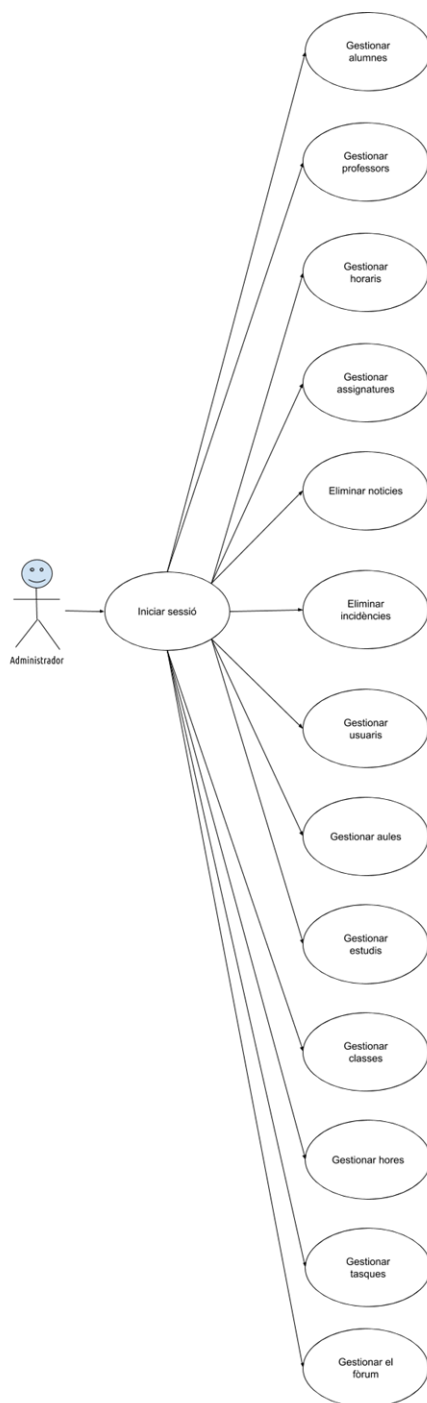 Gestionar
alumnes
Gestionar
professors
Gestionar
horaris
Gestionar
assignatures
Eliminar noticies
Iniciar sessió
Eliminar
incidències
Administrador
Gestionar
usuaris
Gestionar aules
Gestionar
estudis
Gestionar
classes
Gestionar hores
Gestionar
tasques
Gestionar el
fòrum